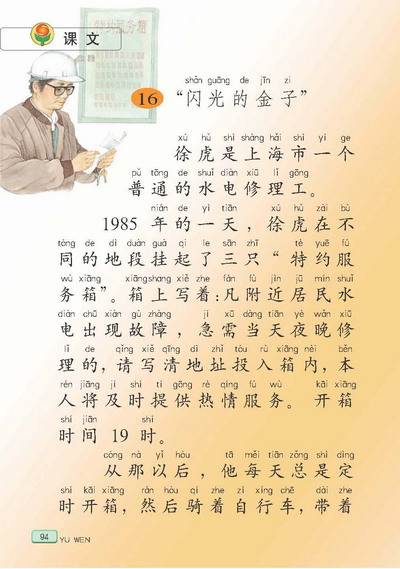 课文
特约服务箱
shǎn guāng de jīn zi
16 “闪光的金子”
xú hǔ shì shàng hǎi shì yí ge
徐虎是上海市一个
pǔ tōng de shuǐ diàn xiū lǐ gōng
普通的水电修理工。
nián de yì tiān xú hǔ zài bù
1985 年的一天，徐虎在不
tóng de dì duàn guà qi le sān zhī tè yuē fú
同的地段挂起了三只“特约服
wù xiāng xiāngshang xiě zhe fán fù jìn jū mín shuǐ
务箱”。箱上写着：凡附近居民水
diàn chū xiàn gù zhàng jí xū dàng tiān yè wǎn xiū
电出现故障，急需当天夜晚修
lǐ de qǐng xiě qīng dì zhǐ tóu rù xiāng nèi běn
理的，请写清地址投入箱内，本
rén jiāng jí shí tí gōng rè qíng fú wù kāi xiāng
人将及时提供热情服务。开箱
shí jiān shí
时间 19 时。
cóng nà yǐ hòu tā měi tiān zǒng shì dìng
从那以后，他每天总是定
shí kāi xiāng rán hòu qí zhe zì xíng chē dài zhe
时开箱，然后骑着自行车，带着
94 YU WEN